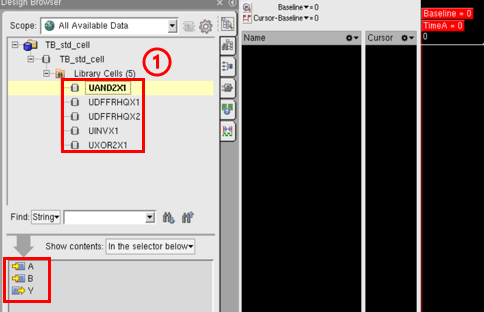 Design Browser
Scope: All Available Data
TB_std_cell
TB_std_cell
Library Cells (5)
UAND2X1
UDFFRHQX1
UDFFRHQX2
UINVX1
UXOR2X1
1
Find: String
Show contents: In the selector below
A
B
Y
Baseline = 0
Cursor-Baseline = 0
Name
Cursor
Baseline = 0
TimeA = 0
0